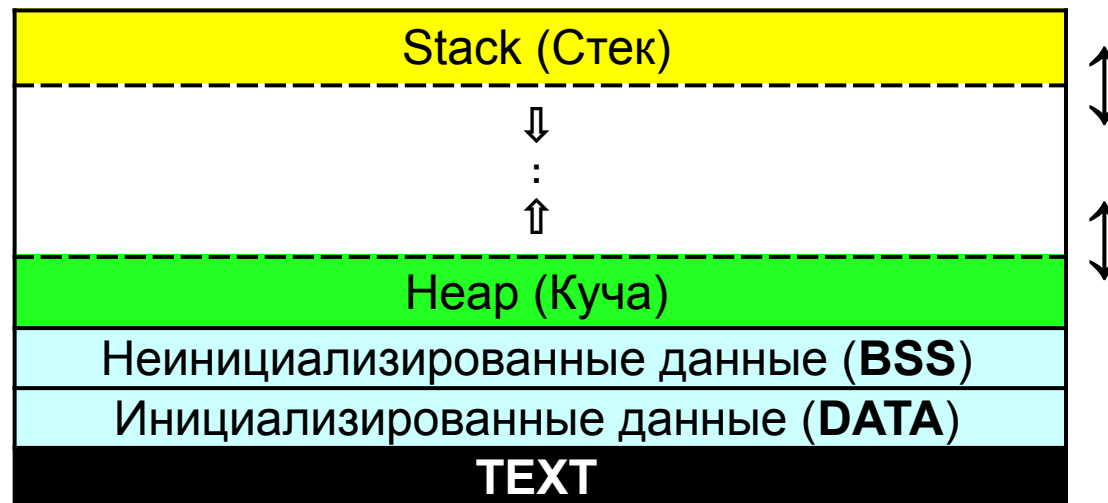 Stack (Стек)
⇩
:
⇧
Heap (Куча)
Неинициализированные данные (BSS)
Инициализированные данные (DATA)
TEXT